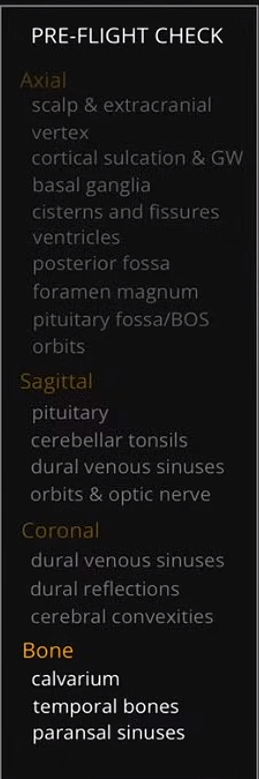 PRE-FLIGHT CHECK
Axial
scalp & extracranial
vertex
cortical sulcation & GW
basal ganglia
cisterns and fissures
ventricles
posterior fossa
foramen magnum
pituitary fossa/BOS
orbits
Sagittal
pituitary
cerebellar tonsils
dural venous sinuses
orbits & optic nerve
Coronal
dural venous sinuses
dural reflections
cerebral convexities
Bone
calvarium
temporal bones
paransal sinuses